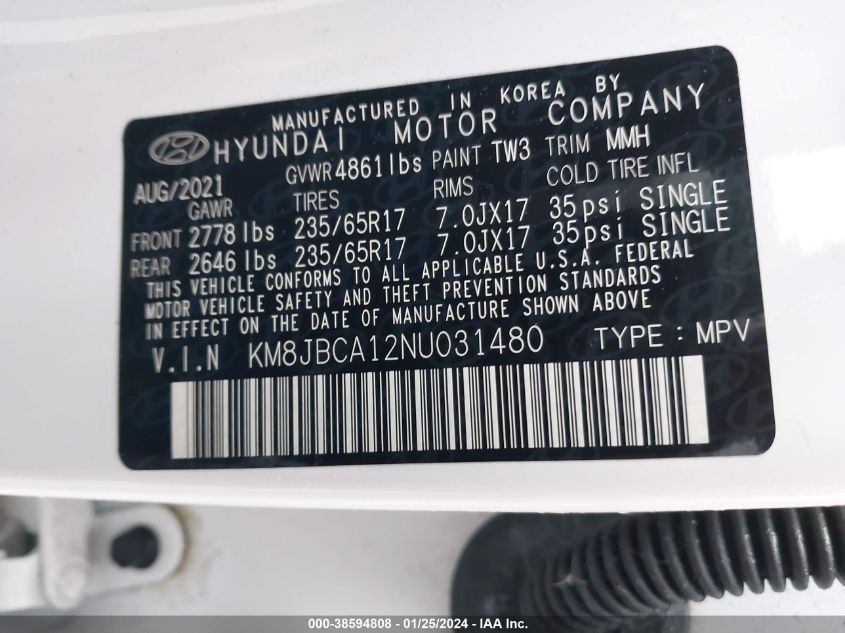 MANUFACTURED IN KOREA BY
HYUNDAI MOTOR COMPANY
AUG/2021 GVWR 4861 lbs PAINT TW3 TRIM MMH
GAWR TIRES RIMS COLD TIRE INFL
FRONT 2778 lbs 235/65R17 7.0JX17 35psi SINGLE
REAR 2646 lbs 235/65R17 7.0JX17 35psi SINGLE
THIS VEHICLE CONFORMS TO ALL APPLICABLE U.S.A. FEDERAL
MOTOR VEHICLE SAFETY AND THEFT PREVENTION STANDARDS
IN EFFECT ON THE DATE OF MANUFACTURE SHOWN ABOVE
V.I.N KM8JBCA12NU031480 TYPE : MPV
000-38594808 - 01/25/2024 - IAA Inc.